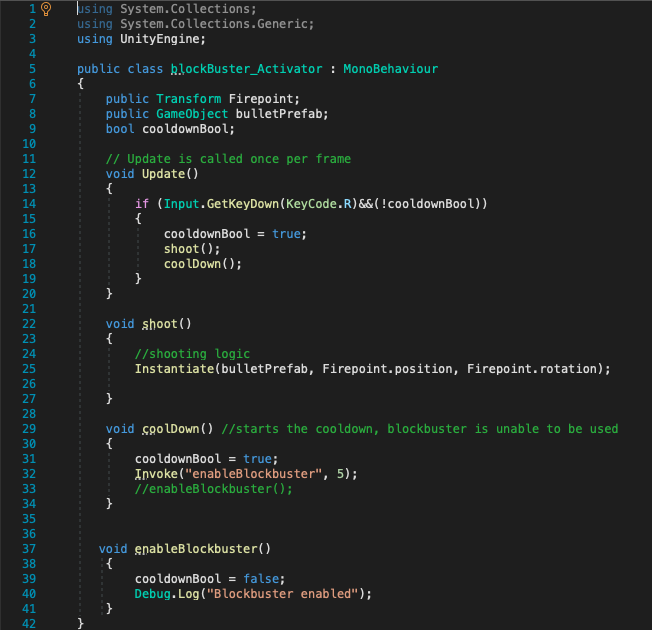 1 using System.Collections;
2 using System.Collections.Generic;
3 using UnityEngine;
4
5 public class blockBuster_Activator : MonoBehaviour
6 {
7     public Transform Firepoint;
8     public GameObject bulletPrefab;
9     bool cooldownBool;
10
11     // Update is called once per frame
12     void Update()
13     {
14         if (Input.GetKeyDown(KeyCode.R)&&(!cooldownBool))
15         {
16             cooldownBool = true;
17             shoot();
18             coolDown();
19         }
20     }
21
22     void shoot()
23     {
24         //shooting logic
25         Instantiate(bulletPrefab, Firepoint.position, Firepoint.rotation);
26
27     }
28
29     void coolDown() //starts the cooldown, blockbuster is unable to be used
30     {
31         cooldownBool = true;
32         Invoke("enableBlockbuster", 5);
33         //enableBlockbuster();
34     }
35
36
37    void enableBlockbuster()
38     {
39         cooldownBool = false;
40         Debug.Log("Blockbuster enabled");
41     }
42 }